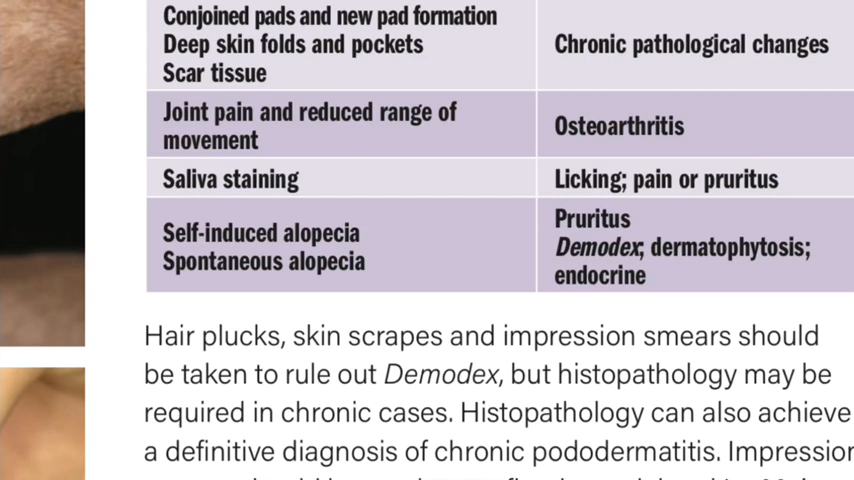 Conjoined pads and new pad formation
Deep skin folds and pockets
Scar tissue
Chronic pathological changes
Joint pain and reduced range of
movement
Osteoarthritis
Saliva staining
Licking; pain or pruritus
Self-induced alopecia
Spontaneous alopecia
Pruritus
Demodex; dermatophytosis;
endocrine
Hair plucks, skin scrapes and impression smears should
be taken to rule out Demodex, but histopathology may be
required in chronic cases. Histopathology can also achieve
a definitive diagnosis of chronic pododermatitis. Impression